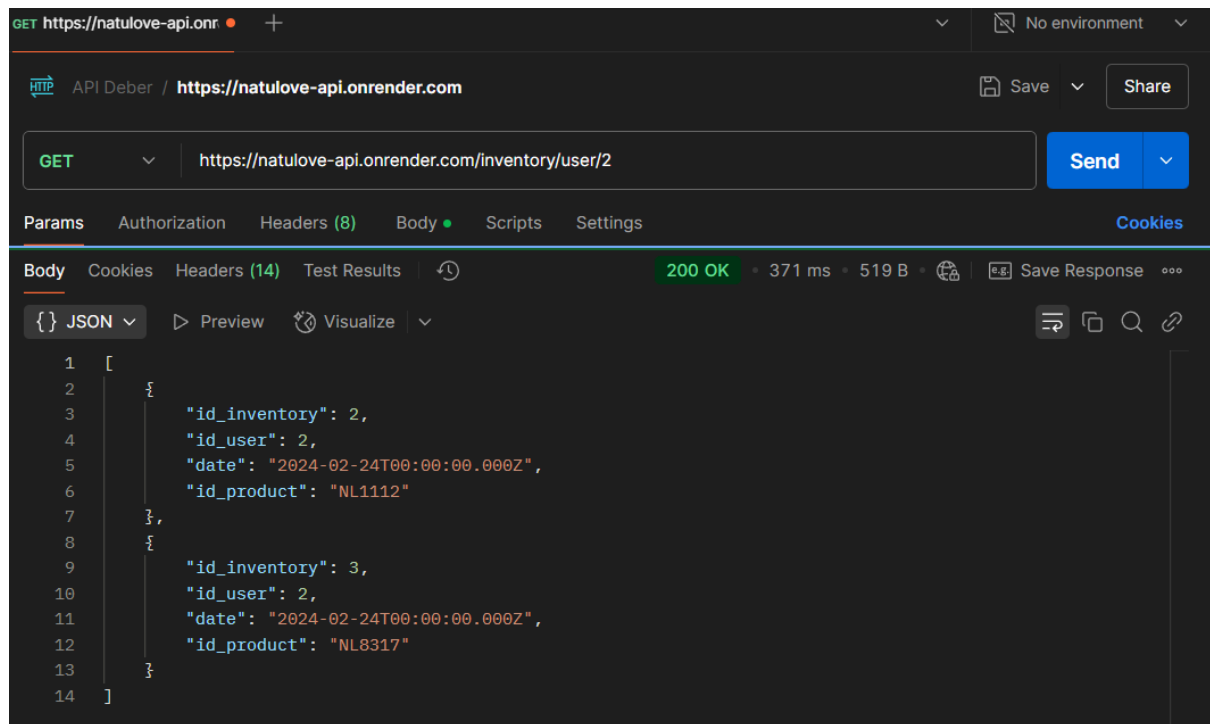 GET https://natulove-api.onr
No environment
HTTP API Deber / https://natulove-api.onrender.com Save Share
GET https://natulove-api.onrender.com/inventory/user/2 Send
Params Authorization Headers (8) Body Scripts Settings Cookies
Body Cookies Headers (14) Test Results 200 OK 371 ms 519 B e.g. Save Response
{} JSON Preview Visualize
1 [
2 {
3 "id_inventory": 2,
4 "id_user": 2,
5 "date": "2024-02-24T00:00:00.000Z",
6 "id_product": "NL1112"
7 },
8 {
9 "id_inventory": 3,
10 "id_user": 2,
11 "date": "2024-02-24T00:00:00.000Z",
12 "id_product": "NL8317"
13 }
14 ]